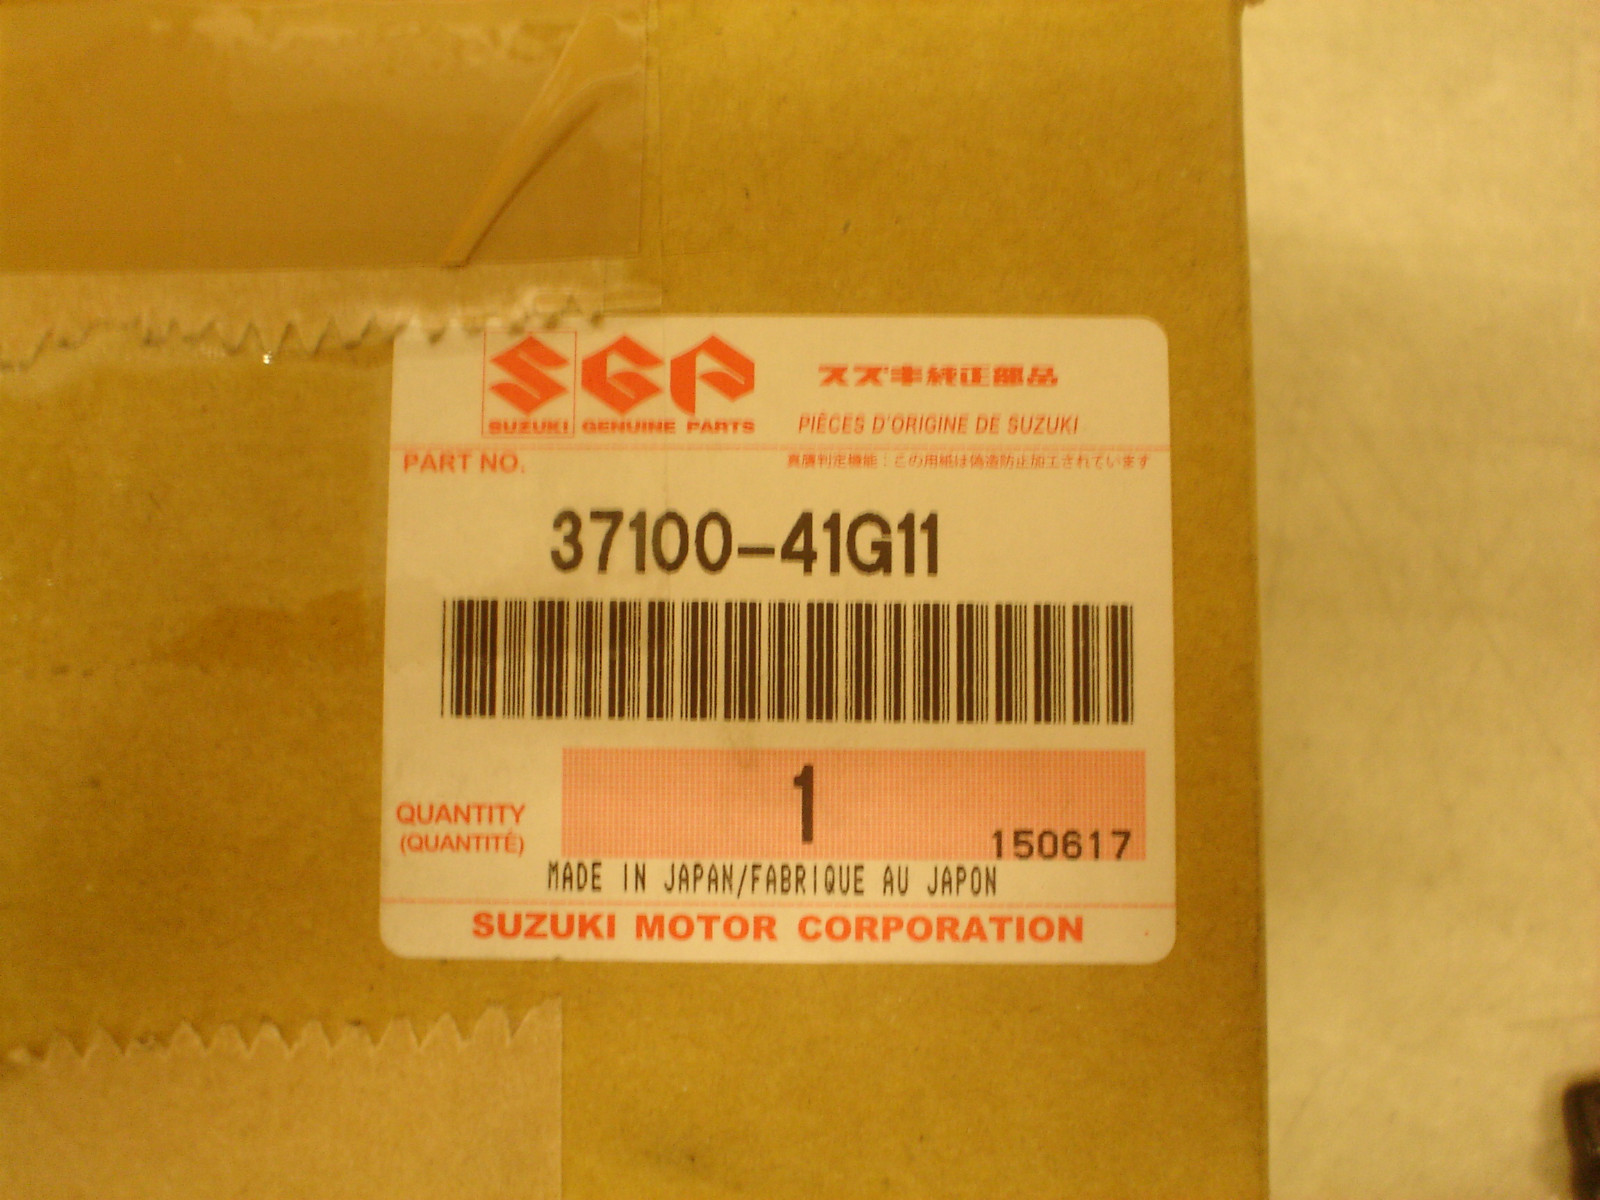 SGP
スズキ純正部品
SUZUKI GENUINE PARTS
PIÈCES D'ORIGINE DE SUZUKI
PART NO.
真贋判定機能：この用紙は偽造防止加工されています
37100-41G11
1
QUANTITY
(QUANTITÉ)
150617
MADE IN JAPAN/FABRIQUE AU JAPON
SUZUKI MOTOR CORPORATION